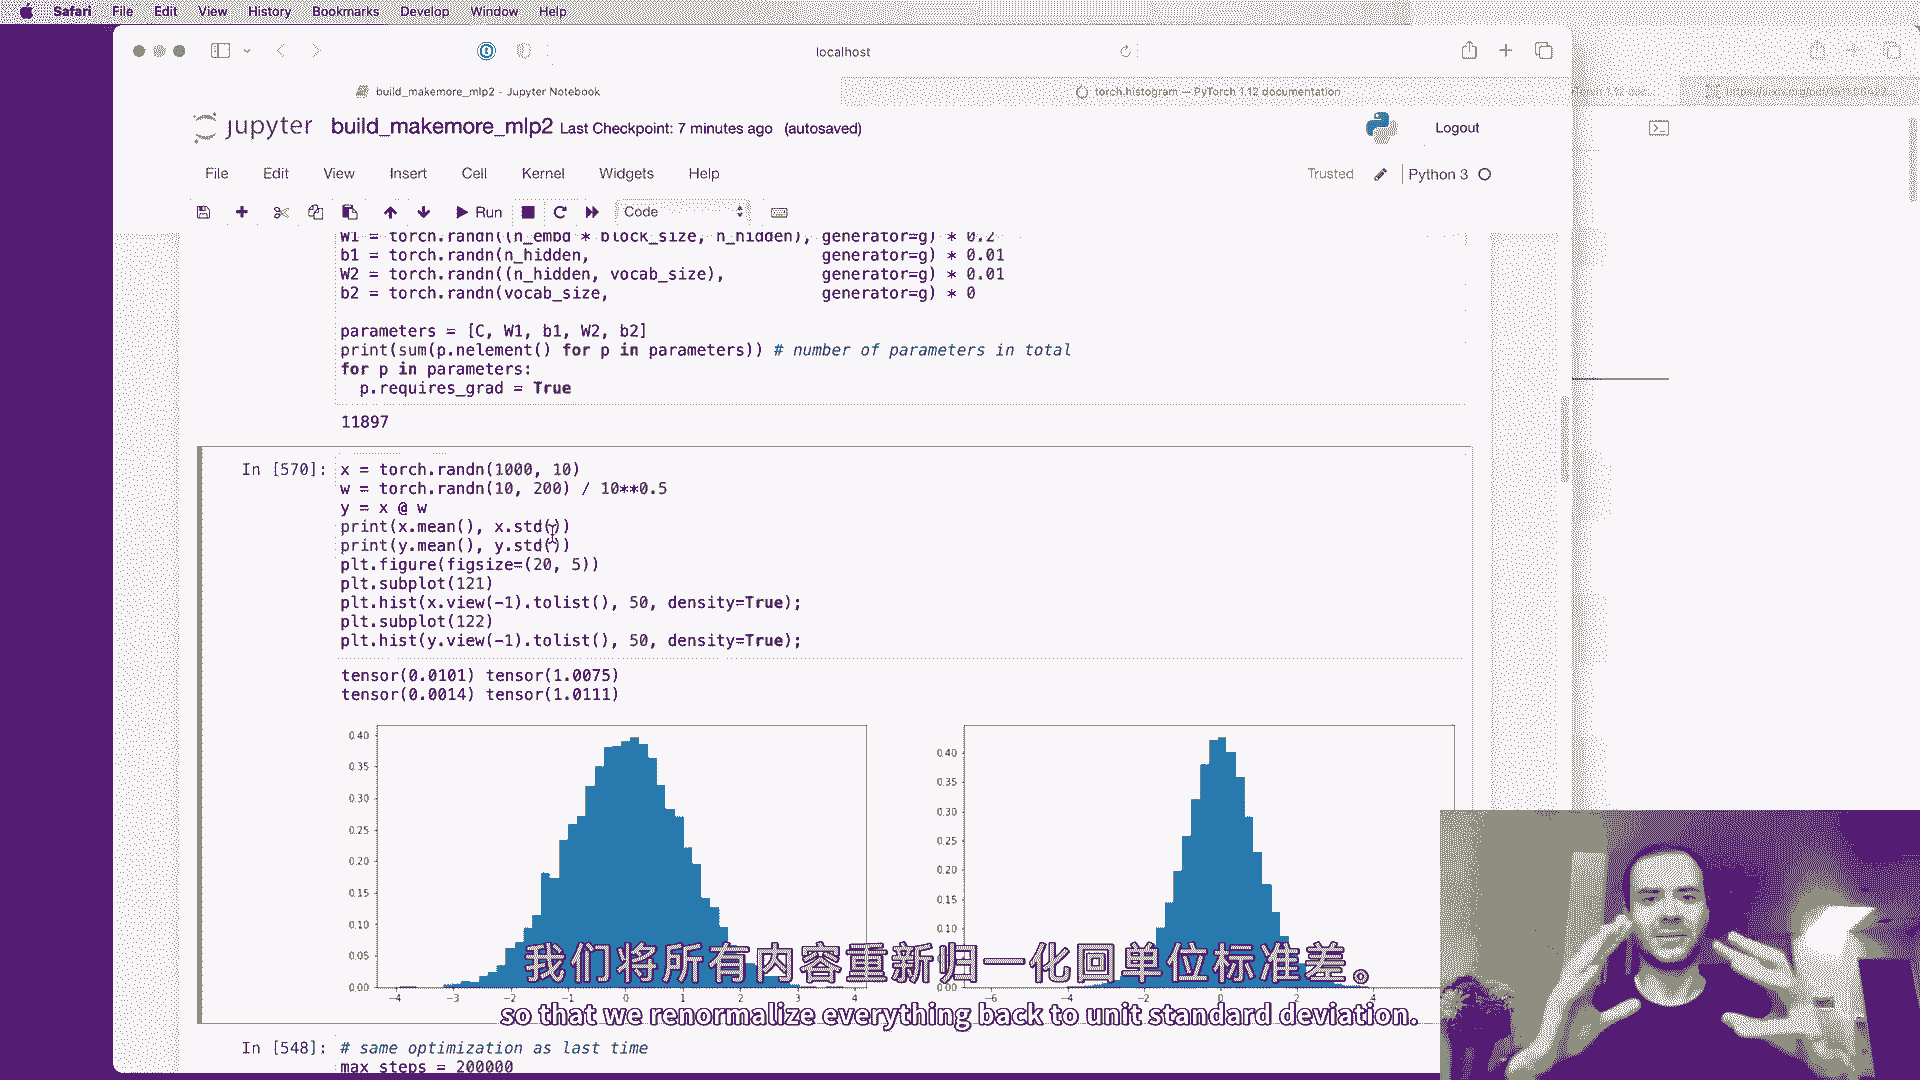 Safari File Edit View History Bookmarks Develop Window Help
localhost
build_makemore_mlp2 - Jupyter Notebook
torch.histogram — PyTorch 1.12 documentation
jupyter build_makemore_mlp2 Last Checkpoint: 7 minutes ago (autosaved)
Logout
File Edit View Insert Cell Kernel Widgets Help
Trusted
Python 3
Run
Code
W1 = torch.randn((n_embd * block_size, n_hidden), generator=g) * 0.2
b1 = torch.randn(n_hidden, generator=g) * 0.01
W2 = torch.randn((n_hidden, vocab_size), generator=g) * 0.01
b2 = torch.randn(vocab_size, generator=g) * 0
parameters = [C, W1, b1, W2, b2]
print(sum(p.nelement() for p in parameters)) # number of parameters in total
for p in parameters:
p.requires_grad = True
11897
In [570]: x = torch.randn(1000, 10)
w = torch.randn(10, 200) / 10**0.5
y = x @ w
print(x.mean(), x.std())
print(y.mean(), y.std())
plt.figure(figsize=(20, 5))
plt.subplot(121)
plt.hist(x.view(-1).tolist(), 50, density=True);
plt.subplot(122)
plt.hist(y.view(-1).tolist(), 50, density=True);
tensor(0.0101) tensor(1.0075)
tensor(0.0014) tensor(1.0111)
0.40
0.35
0.30
0.25
0.20
0.15
0.10
0.05
0.00
−4 −3 −2 −1 0 1 2 3 4
0.40
0.35
0.30
0.25
0.20
0.15
0.10
0.00
−6 −4 −2 0 2 4
我们将所有内容重新归一化回单位标准差。
so that we renormalize everything back to unit standard deviation.
In [548]: # same optimization as last time
max_steps = 200000